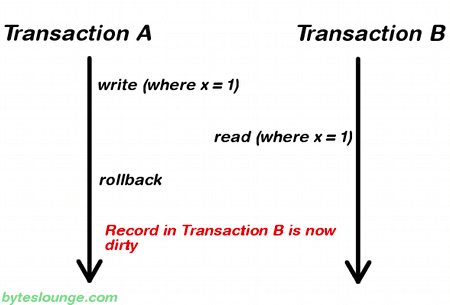 Transaction A
Transaction B
write (where x = 1)
read (where x = 1)
rollback
Record in Transaction B is now
dirty
byteslounge.com